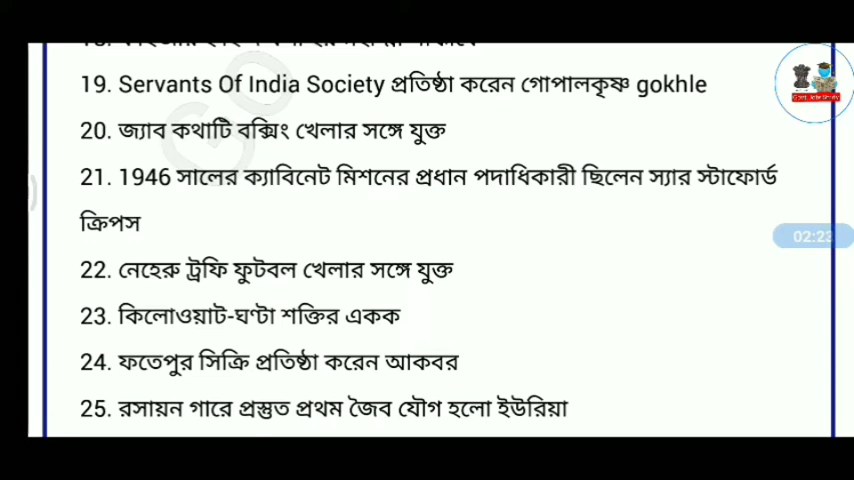 19. Servants Of India Society প্রতিষ্ঠা করেন গোপালকৃষ্ণ gokhle
20. জ্যাব কথাটি বক্সিং খেলার সঙ্গে যুক্ত
21. 1946 সালের ক্যাবিনেট মিশনের প্রধান পদাধিকারী ছিলেন স্যার স্টাফোর্ড
ক্রিপস
02:23
22. নেহেরু ট্রফি ফুটবল খেলার সঙ্গে যুক্ত
23. কিলোওয়াট-ঘণ্টা শক্তির একক
24. ফতেপুর সিক্রি প্রতিষ্ঠা করেন আকবর
25. রসায়ন গারে প্রস্তুত প্রথম জৈব যৌগ হলো ইউরিয়া